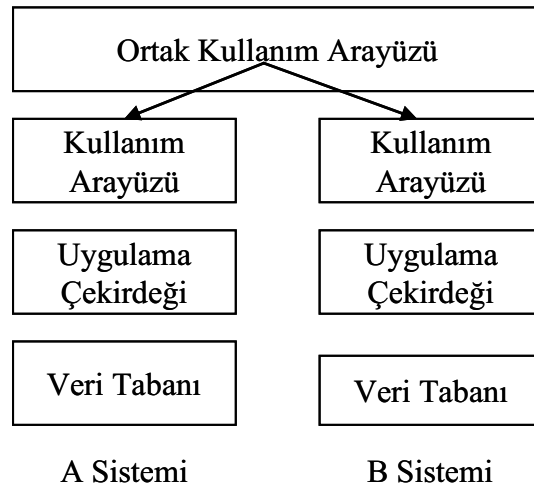 Ortak Kullanım Arayüzü
Kullanım
Arayüzü
Kullanım
Arayüzü
Uygulama
Çekirdeği
Uygulama
Çekirdeği
Veri Tabanı
Veri Tabanı
A Sistemi
B Sistemi